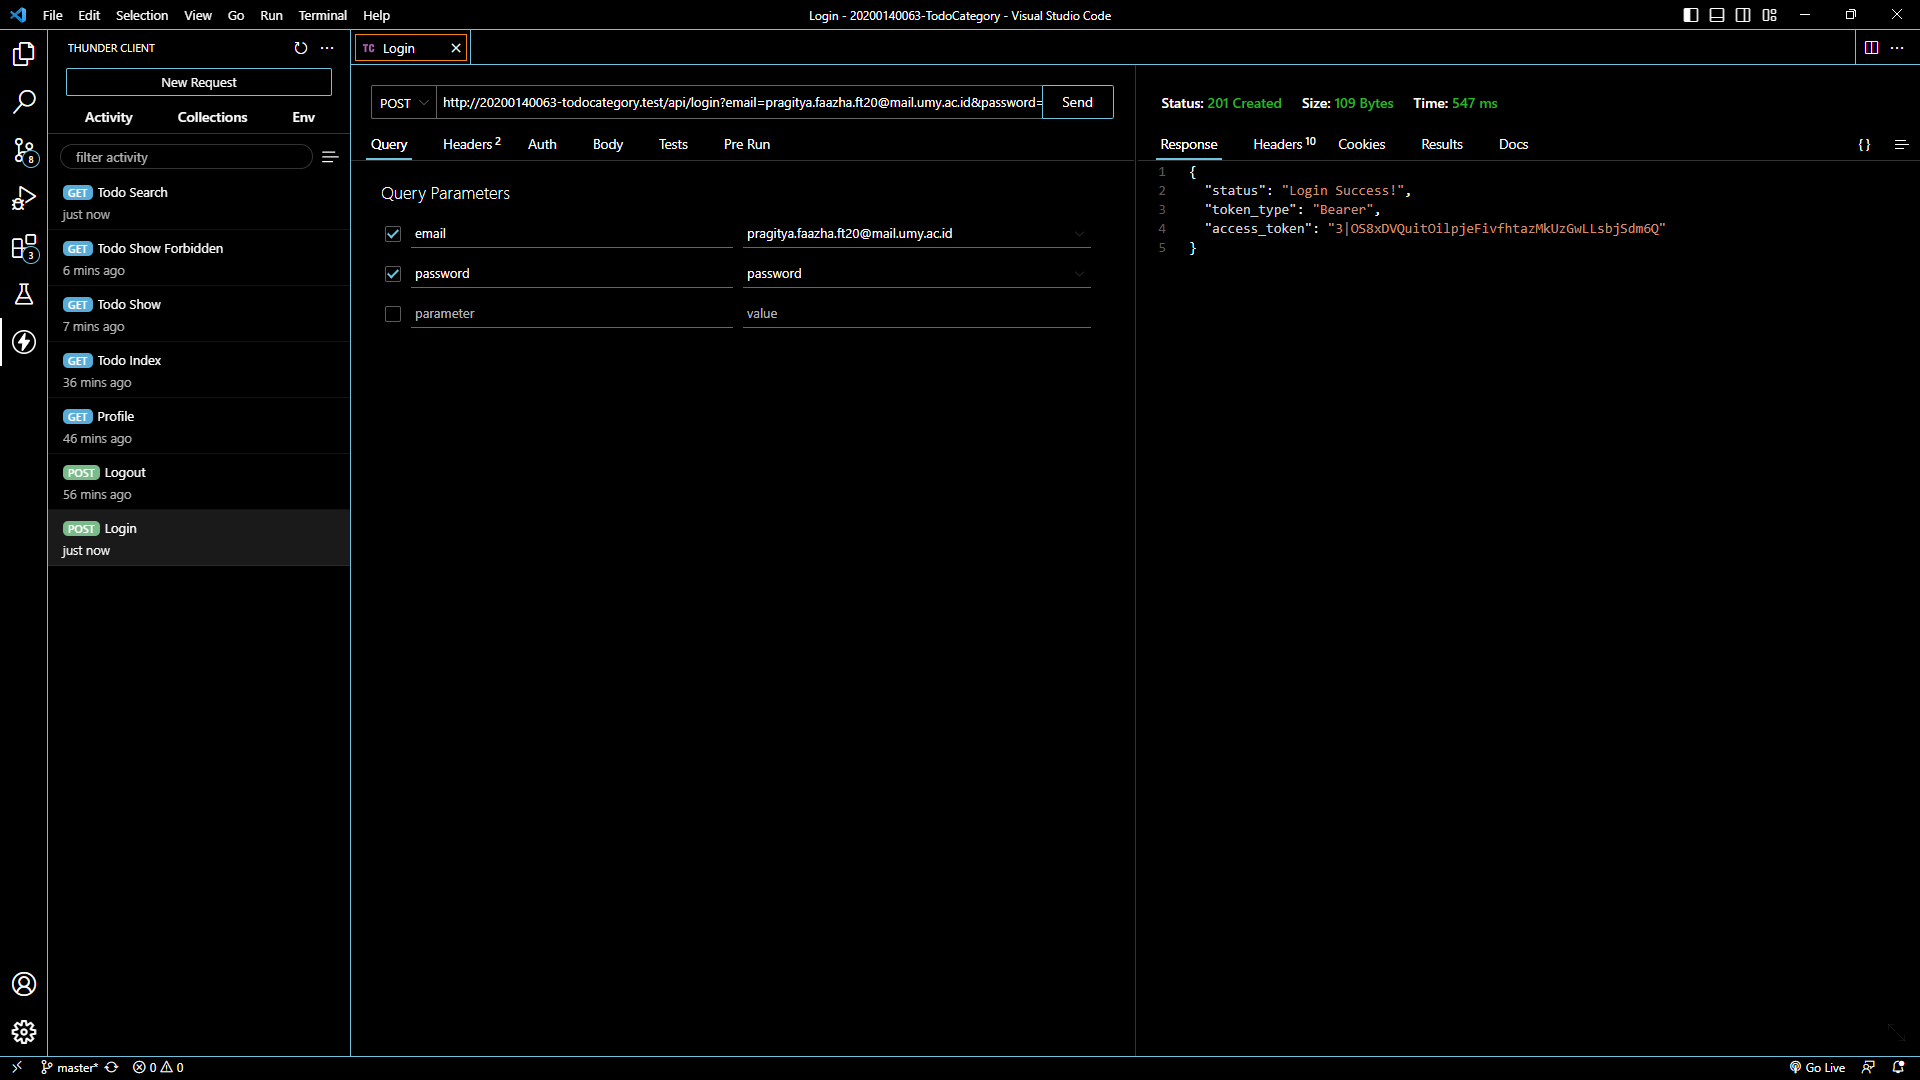 File Edit Selection View Go Run Terminal Help
Login - 20200140063-TodoCategory - Visual Studio Code
THUNDER CLIENT
New Request
Activity Collections Env
filter activity
GET Todo Search
just now
GET Todo Show Forbidden
6 mins ago
GET Todo Show
7 mins ago
GET Todo Index
36 mins ago
GET Profile
46 mins ago
POST Logout
56 mins ago
POST Login
just now
8
3
TC Login
POST http://20200140063-todocategory.test/api/login?email=pragitya.faazha.ft20@mail.umy.ac.id&password= Send
Query Headers 2 Auth Body Tests Pre Run
Query Parameters
email pragitya.faazha.ft20@mail.umy.ac.id
password password
parameter value
Status: 201 Created Size: 109 Bytes Time: 547 ms
Response Headers 10 Cookies Results Docs {}
1 {
2 "status": "Login Success!",
3 "token_type": "Bearer",
4 "access_token": "3|OS8xDVQuitOilpjeFivfhtazMkUzGwLLsbjSdm6Q"
5 }
master* 0 0
Go Live